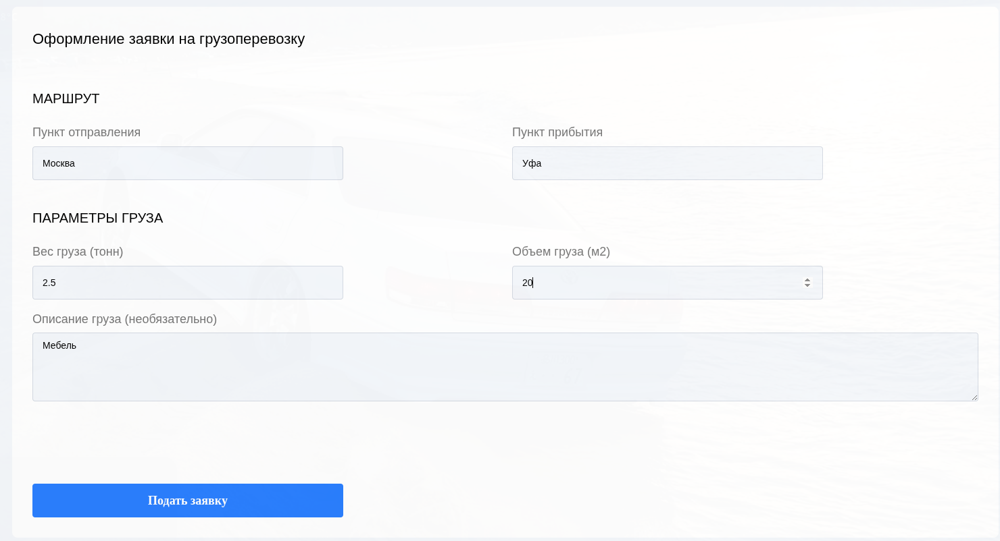 Оформление заявки на грузоперевозку
МАРШРУТ
Пункт отправления
Пункт прибытия
Москва
Уфа
ПАРАМЕТРЫ ГРУЗА
Вес груза (тонн)
Объем груза (м2)
2.5
20
Описание груза (необязательно)
Мебель
Подать заявку